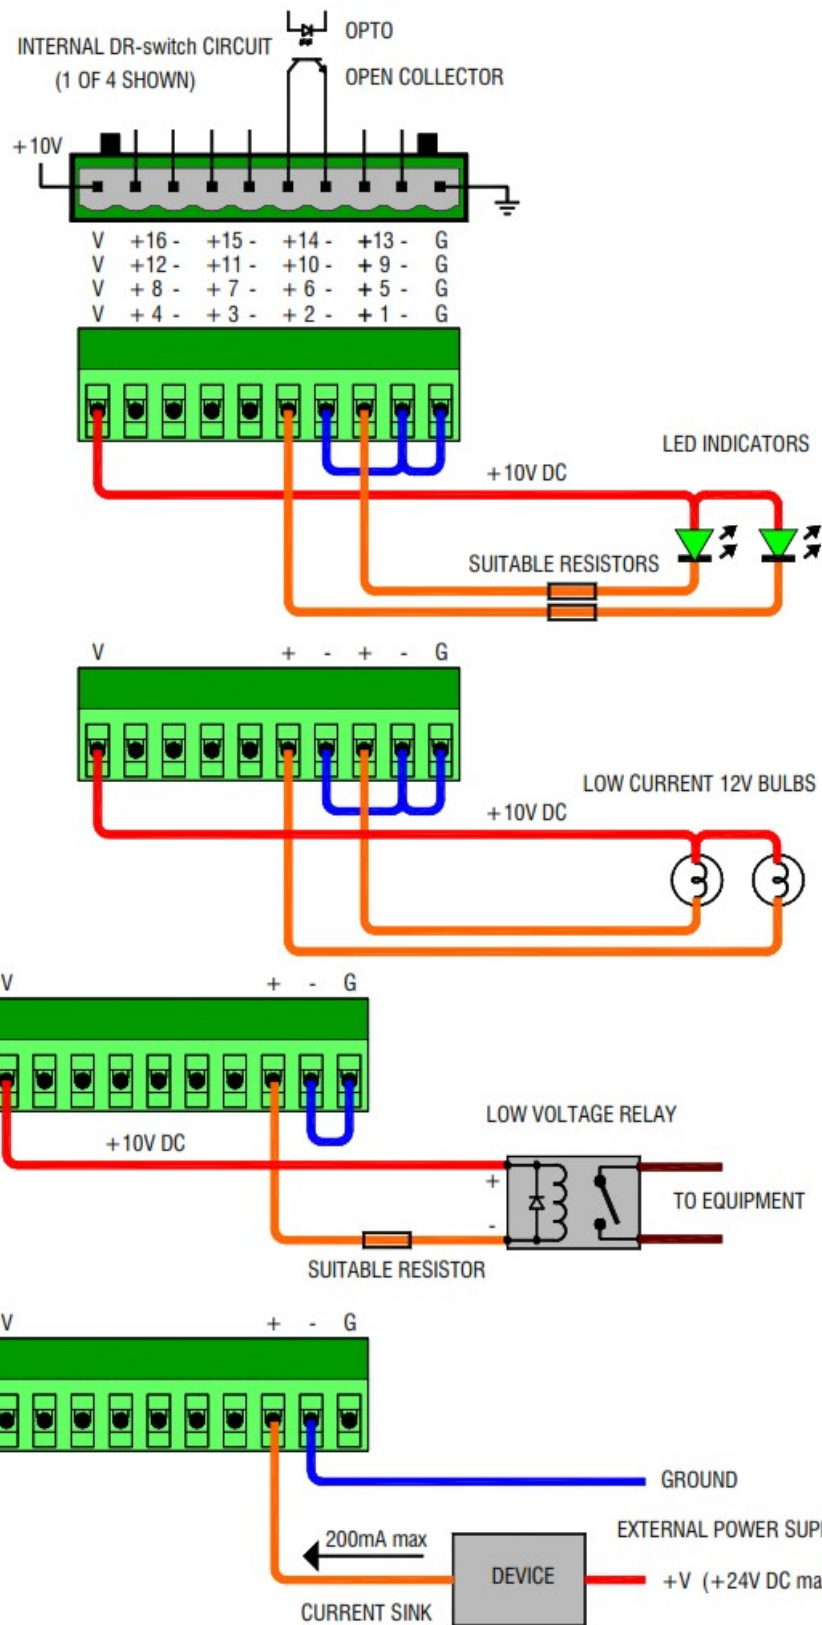 OPTO
INTERNAL DR-switch CIRCUIT
(1 OF 4 SHOWN)
OPEN COLLECTOR
+10V
V +16 - +15 - +14 - +13 - G
V +12 - +11 - +10 - + 9 - G
V + 8 - + 7 - + 6 - + 5 - G
V + 4 - + 3 - + 2 - + 1 - G
LED INDICATORS
+10V DC
SUITABLE RESISTORS
V + - + - G
LOW CURRENT 12V BULBS
+10V DC
V + - G
LOW VOLTAGE RELAY
+10V DC
+
TO EQUIPMENT
-
SUITABLE RESISTOR
V + - G
GROUND
EXTERNAL POWER SUP
200mA max
DEVICE
+V (+24V DC ma
CURRENT SINK